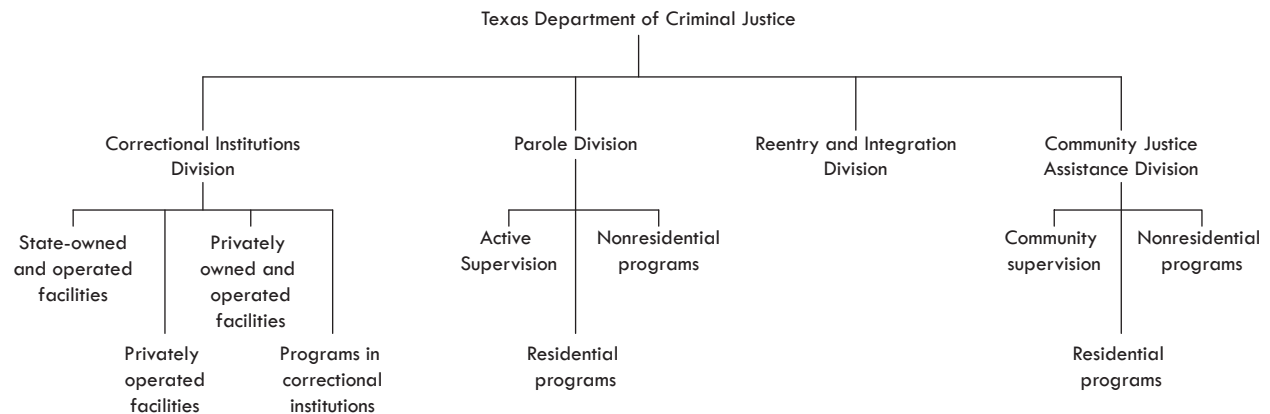 Texas Department of Criminal Justice
Correctional Institutions
Division
Parole Division
Reentry and Integration
Division
Community Justice
Assistance Division
State-owned
and operated
facilities
Privately
owned and
operated
facilities
Privately
operated
facilities
Programs in
correctional
institutions
Active
Supervision
Nonresidential
programs
Residential
programs
Community
supervision
Nonresidential
programs
Residential
programs